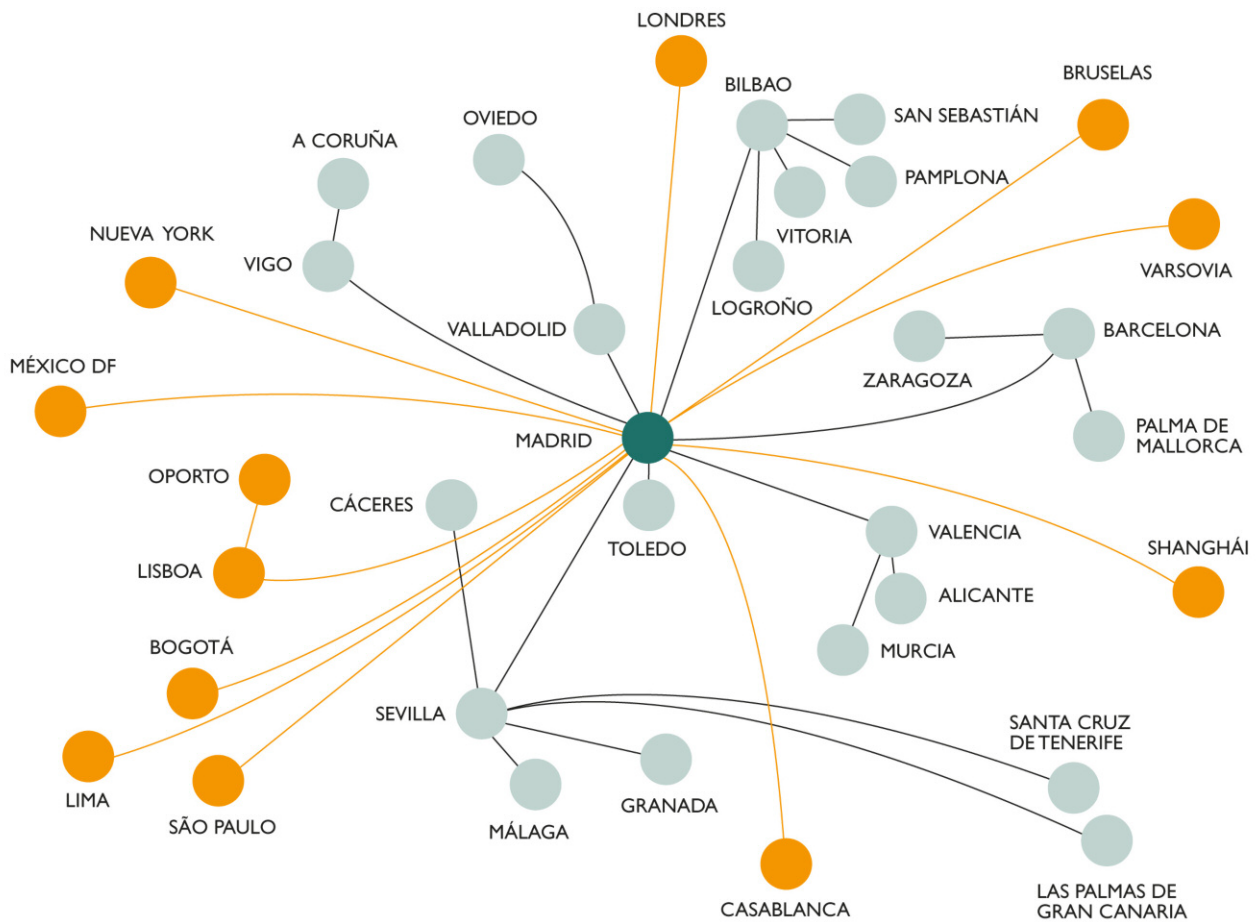 LONDRES
BRUSELAS
BILBAO
SAN SEBASTIÁN
OVIEDO
A CORUÑA
PAMPLONA
NUEVA YORK
VITORIA
VIGO
VARSOVIA
LOGROÑO
VALLADOLID
BARCELONA
MÉXICO DF
ZARAGOZA
MADRID
PALMA DE
MALLORCA
OPORTO
CÁCERES
VALENCIA
TOLEDO
SHANGHÁI
LISBOA
ALICANTE
BOGOTÁ
MURCIA
SEVILLA
SANTA CRUZ
DE TENERIFE
LIMA
GRANADA
SÃO PAULO
MÁLAGA
LAS PALMAS DE
GRAN CANARIA
CASABLANCA